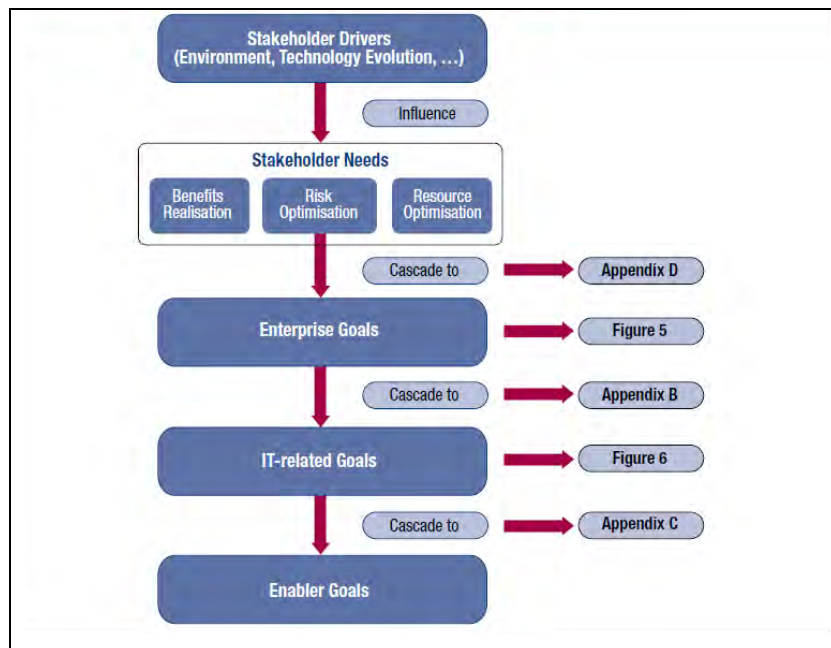 Stakeholder Drivers
(Environment, Technology Evolution, …)
Influence
Stakeholder Needs
Benefits
Realisation
Risk
Optimisation
Resource
Optimisation
Cascade to
Appendix D
Enterprise Goals
Figure 5
Cascade to
Appendix B
IT-related Goals
Figure 6
Cascade to
Appendix C
Enabler Goals